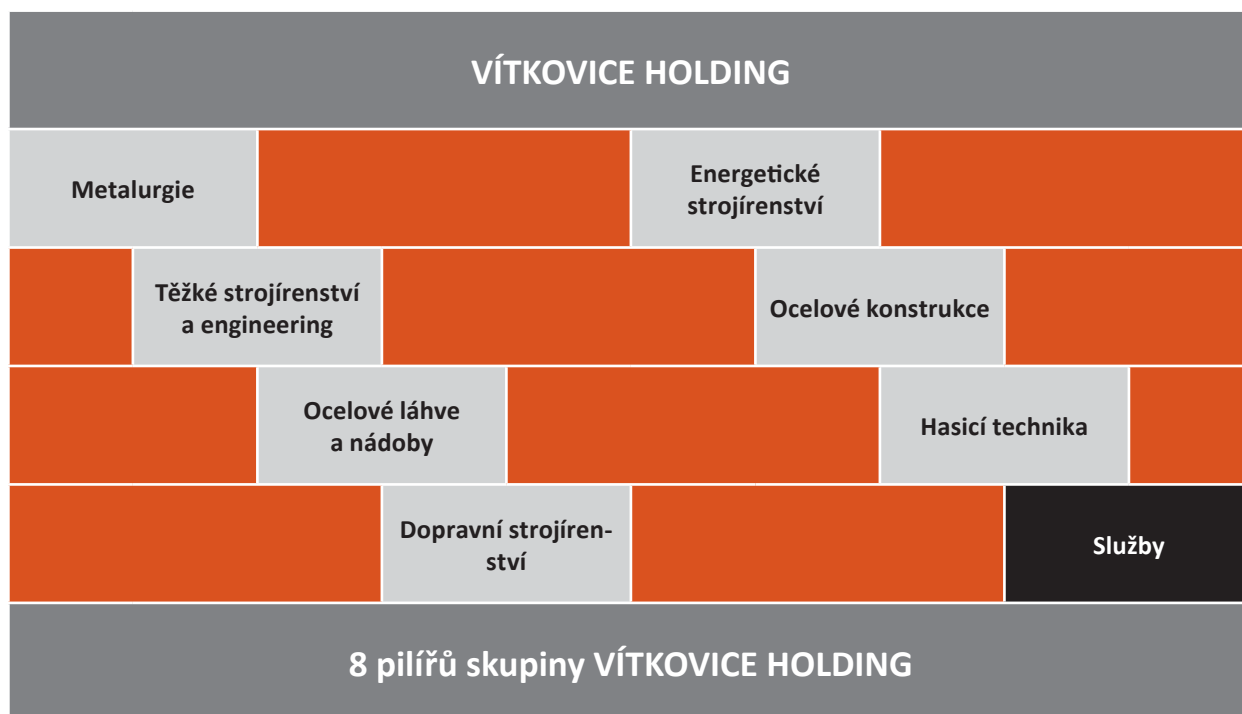 VÍTKOVICE HOLDING
Metalurgie
Energetické
strojírenství
Těžké strojírenství
a engineering
Ocelové konstrukce
Ocelové láhve
a nádoby
Hasicí technika
Dopravní strojíren-
ství
Služby
8 pilířů skupiny VÍTKOVICE HOLDING